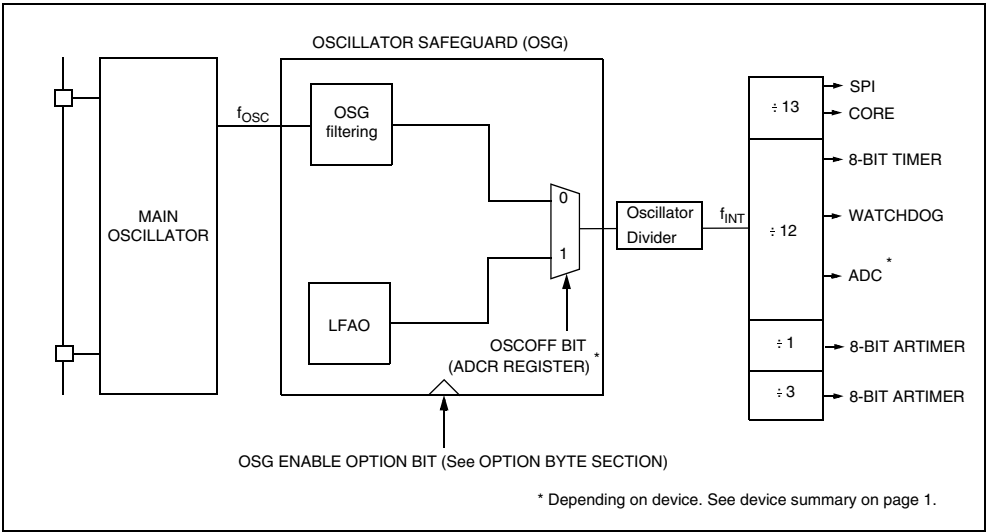 OSCILLATOR SAFEGUARD (OSG)
MAIN
OSCILLATOR
fOSC
OSG
filtering
LFAO
0
1
OSCOFF BIT
(ADCR REGISTER) *
Oscillator
Divider
fINT
÷ 13
÷ 12
÷ 1
÷ 3
SPI
CORE
8-BIT TIMER
WATCHDOG
ADC *
8-BIT ARTIMER
8-BIT ARTIMER
OSG ENABLE OPTION BIT (See OPTION BYTE SECTION)
* Depending on device. See device summary on page 1.